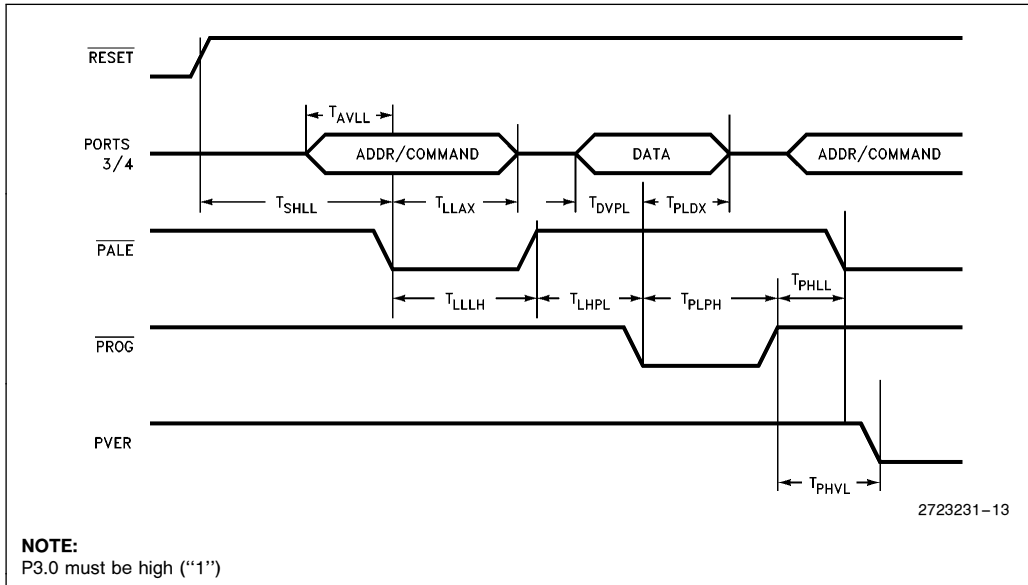 RESET
T_AVLL
PORTS
3/4
ADDR/COMMAND DATA ADDR/COMMAND
T_SHLL T_LLAX T_DVPL T_PLDX
PALE
T_PHLL
T_LLLH T_LHPL T_PLPH
PROG
PVER
T_PHVL
2723231–13
NOTE:
P3.0 must be high (“1”)